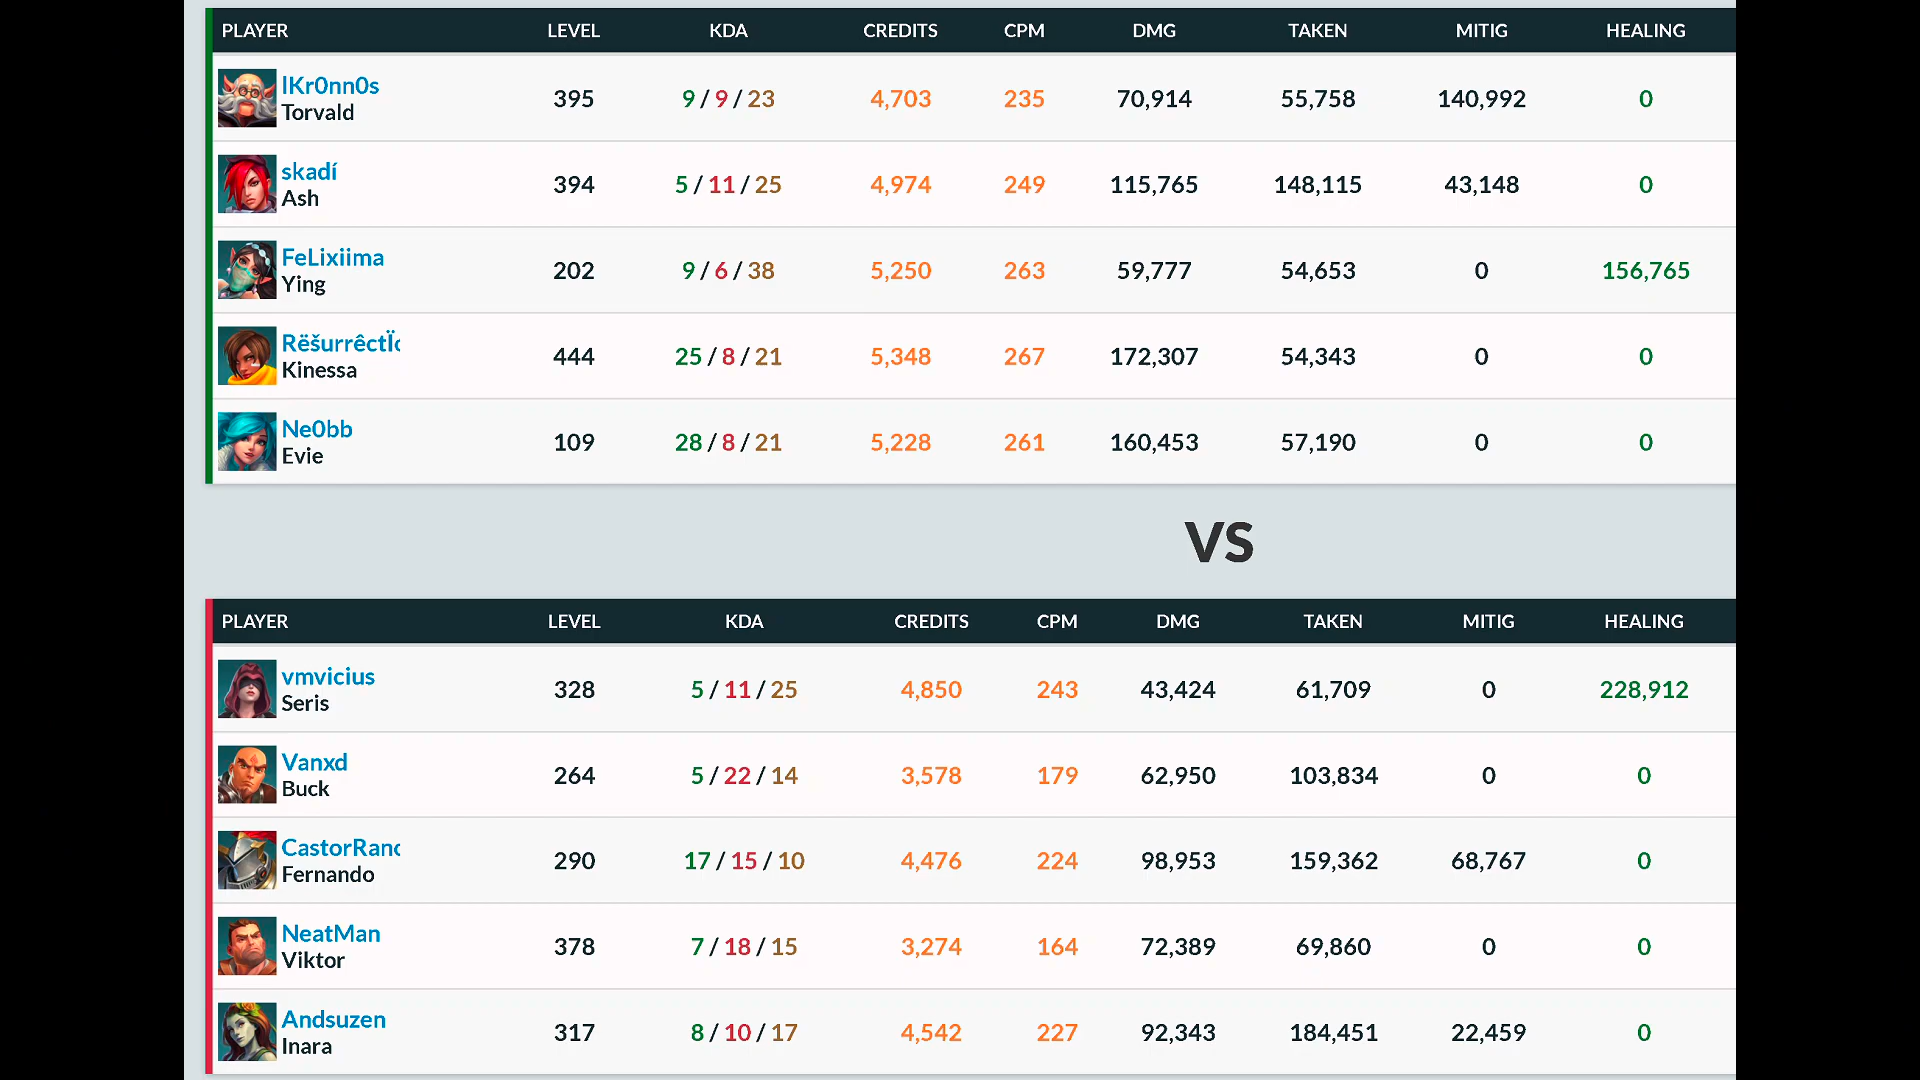 PLAYER LEVEL KDA CREDITS CPM DMG TAKEN MITIG HEALING
lKr0nn0s
Torvald
395 9 / 9 / 23 4,703 235 70,914 55,758 140,992 0
skadí
Ash
394 5 / 11 / 25 4,974 249 115,765 148,115 43,148 0
FeLixiima
Ying
202 9 / 6 / 38 5,250 263 59,777 54,653 0 156,765
RëšurrêctÏc
Kinessa
444 25 / 8 / 21 5,348 267 172,307 54,343 0 0
Ne0bb
Evie
109 28 / 8 / 21 5,228 261 160,453 57,190 0 0
VS
PLAYER LEVEL KDA CREDITS CPM DMG TAKEN MITIG HEALING
vmvicius
Seris
328 5 / 11 / 25 4,850 243 43,424 61,709 0 228,912
Vanxd
Buck
264 5 / 22 / 14 3,578 179 62,950 103,834 0 0
CastorRanc
Fernando
290 17 / 15 / 10 4,476 224 98,953 159,362 68,767 0
NeatMan
Viktor
378 7 / 18 / 15 3,274 164 72,389 69,860 0 0
Andsuzen
Inara
317 8 / 10 / 17 4,542 227 92,343 184,451 22,459 0